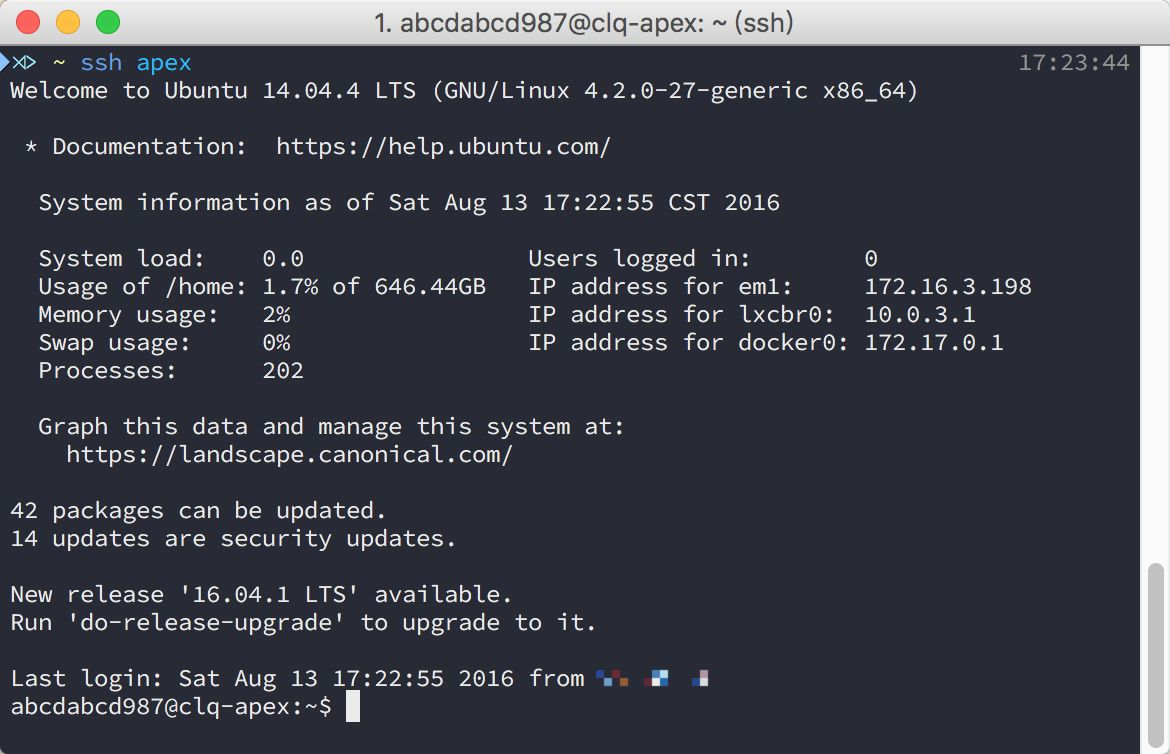 1. abcdabcd987@clq-apex: ~ (ssh)
~ ssh apex 17:23:44
Welcome to Ubuntu 14.04.4 LTS (GNU/Linux 4.2.0-27-generic x86_64)
* Documentation:  https://help.ubuntu.com/
System information as of Sat Aug 13 17:22:55 CST 2016
System load:    0.0                Users logged in:        0
Usage of /home: 1.7% of 646.44GB   IP address for em1:     172.16.3.198
Memory usage:   2%                 IP address for lxcbr0:  10.0.3.1
Swap usage:     0%                 IP address for docker0: 172.17.0.1
Processes:      202
Graph this data and manage this system at:
https://landscape.canonical.com/
42 packages can be updated.
14 updates are security updates.
New release '16.04.1 LTS' available.
Run 'do-release-upgrade' to upgrade to it.
Last login: Sat Aug 13 17:22:55 2016 from
abcdabcd987@clq-apex:~$